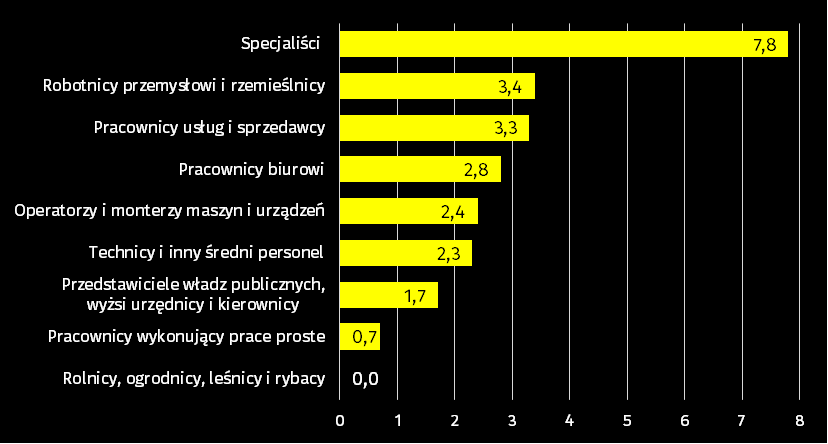 Specjaliści 7,8
Robotnicy przemysłowi i rzemieślnicy 3,4
Pracownicy usług i sprzedawcy 3,3
Pracownicy biurowi 2,8
Operatorzy i monterzy maszyn i urządzeń 2,4
Technicy i inny średni personel 2,3
Przedstawiciele władz publicznych,
wyżsi urzędnicy i kierownicy 1,7
Pracownicy wykonujący prace proste 0,7
Rolnicy, ogrodnicy, leśnicy i rybacy 0,0
0 1 2 3 4 5 6 7 8